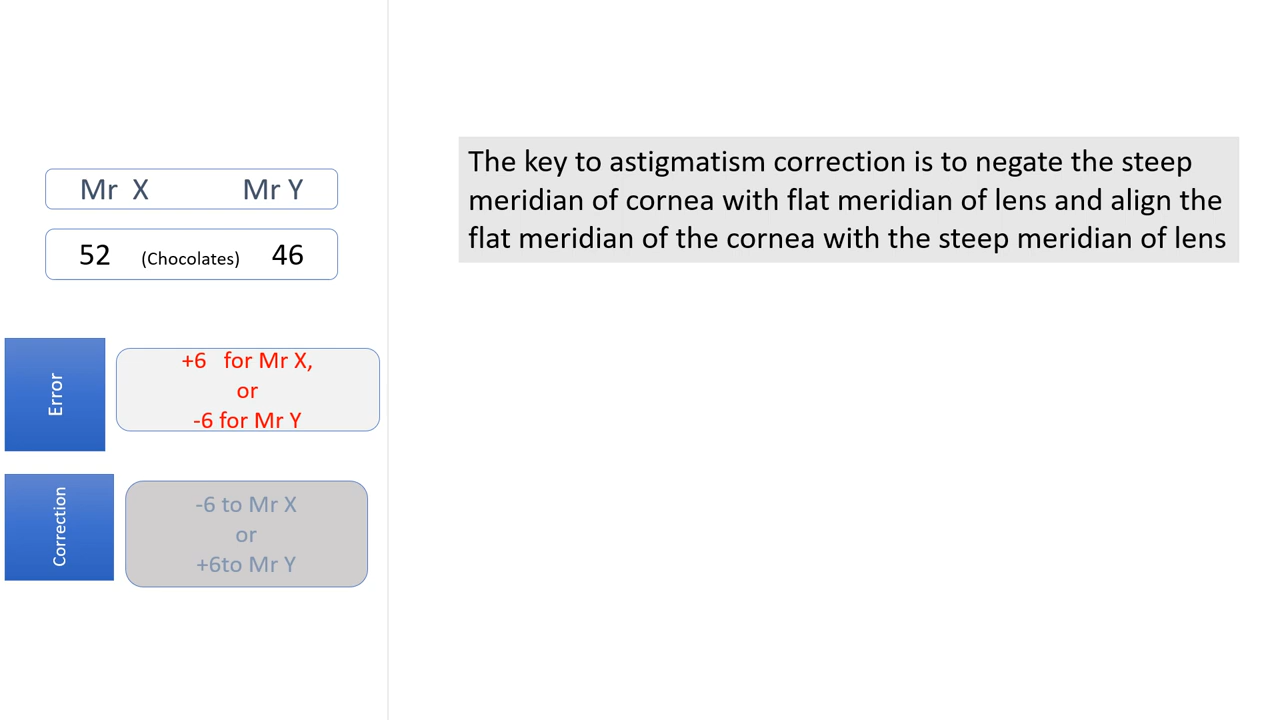 Mr X Mr Y
52 (Chocolates) 46
Error
+6 for Mr X,
or
-6 for Mr Y
Correction
-6 to Mr X
or
+6to Mr Y
The key to astigmatism correction is to negate the steep
meridian of cornea with flat meridian of lens and align the
flat meridian of the cornea with the steep meridian of lens